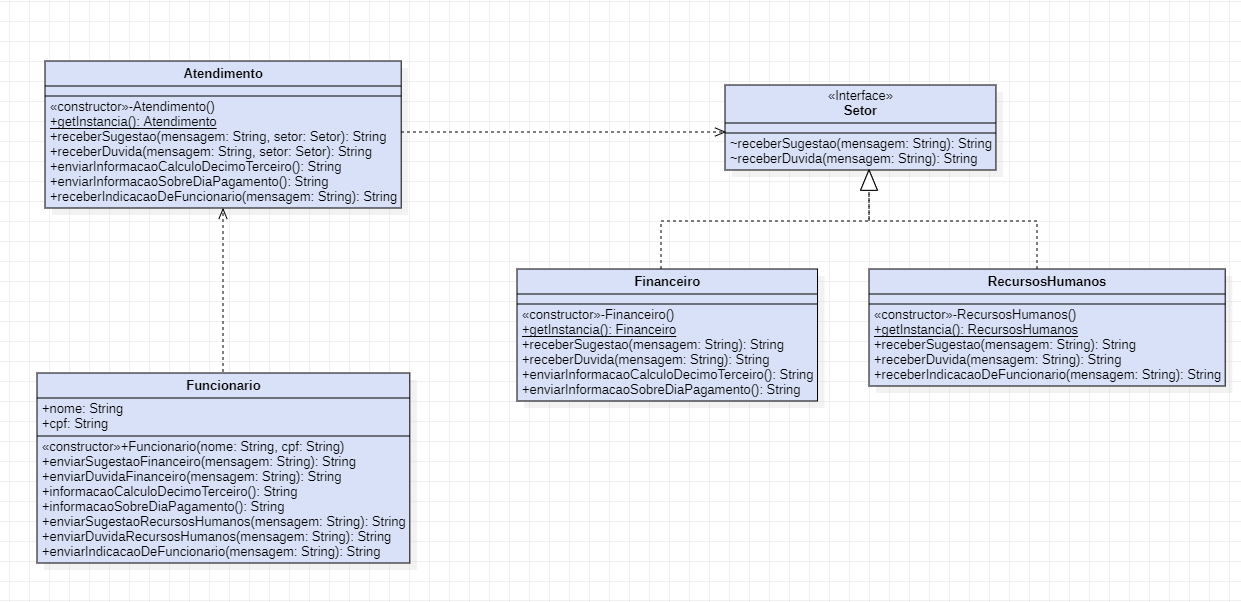 Atendimento
«constructor»-Atendimento()
+getInstancia(): Atendimento
+receberSugestao(mensagem: String, setor: Setor): String
+receberDuvida(mensagem: String, setor: Setor): String
+enviarInformacaoCalculoDecimoTerceiro(): String
+enviarInformacaoSobreDiaPagamento(): String
+receberIndicacaoDeFuncionario(mensagem: String): String
«Interface»
Setor
~receberSugestao(mensagem: String): String
~receberDuvida(mensagem: String): String
Financeiro
«constructor»-Financeiro()
+getInstancia(): Financeiro
+receberSugestao(mensagem: String): String
+receberDuvida(mensagem: String): String
+enviarInformacaoCalculoDecimoTerceiro(): String
+enviarInformacaoSobreDiaPagamento(): String
RecursosHumanos
«constructor»-RecursosHumanos()
+getInstancia(): RecursosHumanos
+receberSugestao(mensagem: String): String
+receberDuvida(mensagem: String): String
+receberIndicacaoDeFuncionario(mensagem: String): String
Funcionario
+nome: String
+cpf: String
«constructor»+Funcionario(nome: String, cpf: String)
+enviarSugestaoFinanceiro(mensagem: String): String
+enviarDuvidaFinanceiro(mensagem: String): String
+informacaoCalculoDecimoTerceiro(): String
+informacaoSobreDiaPagamento(): String
+enviarSugestaoRecursosHumanos(mensagem: String): String
+enviarDuvidaRecursosHumanos(mensagem: String): String
+enviarIndicacaoDeFuncionario(mensagem: String): String